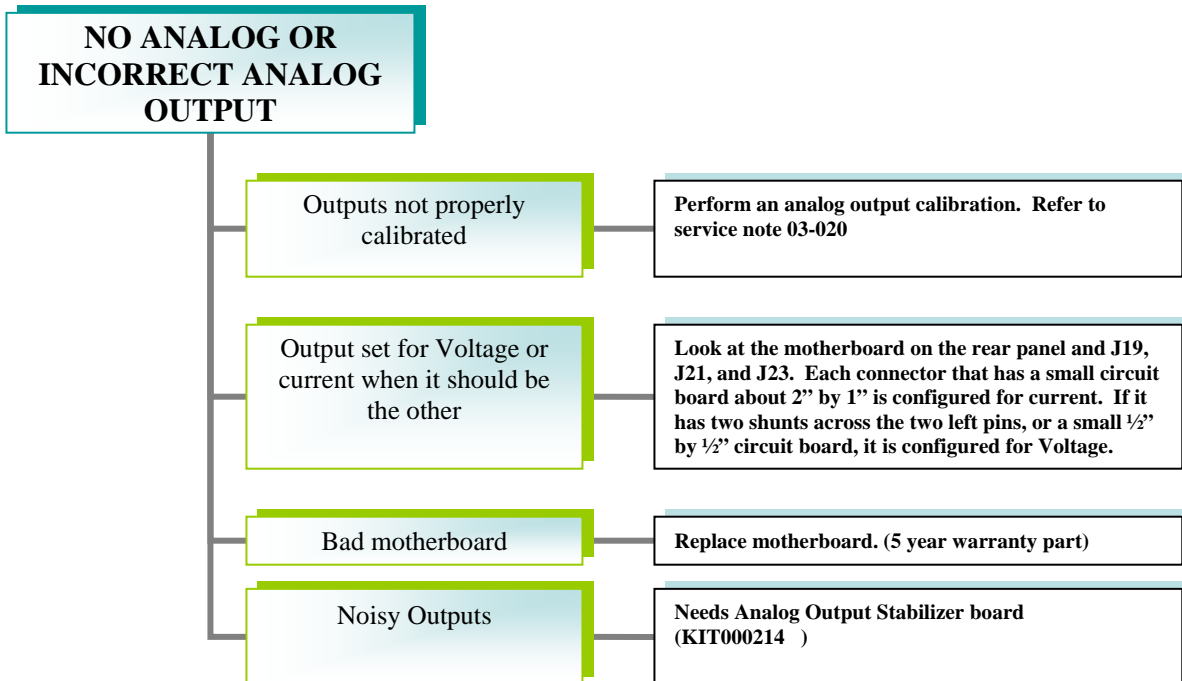 NO ANALOG OR
INCORRECT ANALOG
OUTPUT
Outputs not properly
calibrated
Perform an analog output calibration.  Refer to
service note 03-020
Output set for Voltage or
current when it should be
the other
Look at the motherboard on the rear panel and J19,
J21, and J23.  Each connector that has a small circuit
board about 2” by 1” is configured for current.  If it
has two shunts across the two left pins, or a small ½”
by ½” circuit board, it is configured for Voltage.
Bad motherboard
Replace motherboard. (5 year warranty part)
Noisy Outputs
Needs Analog Output Stabilizer board
(KIT000214   )